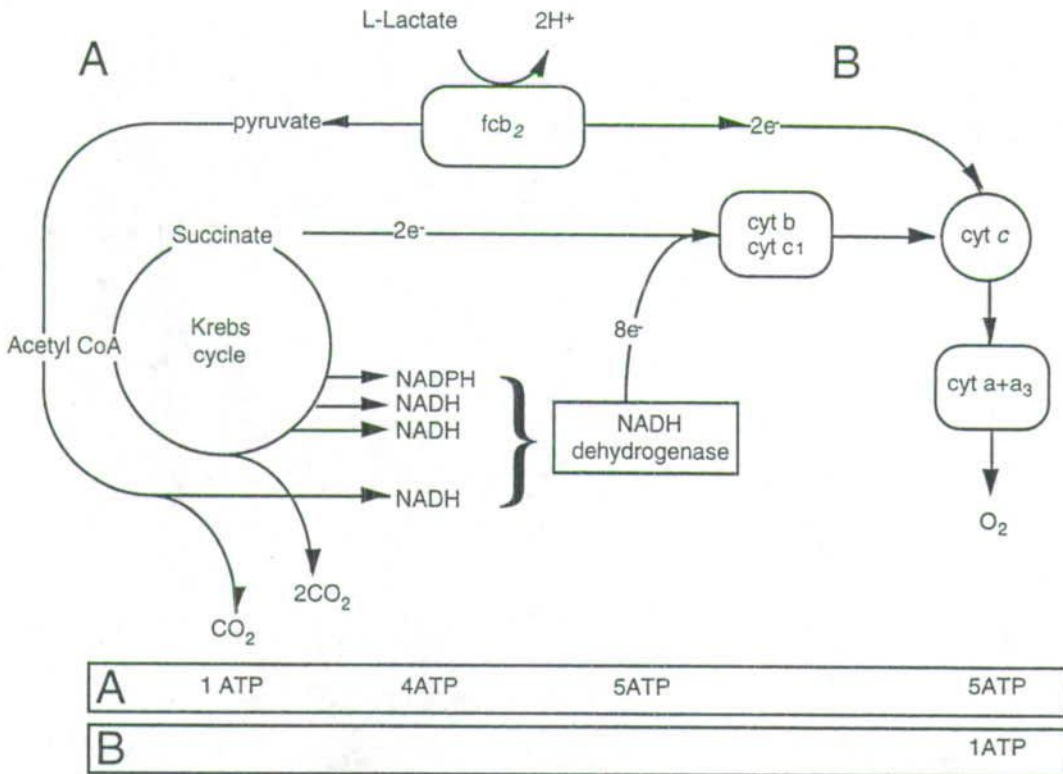 L-Lactate 2H+
A
B
pyruvate
fcb2
2e-
Succinate
2e-
cyt b
cyt c1
cyt c
Krebs
cycle
Acetyl CoA
8e-
NADPH
NADH
NADH
NADH
dehydrogenase
cyt a+a3
NADH
O2
2CO2
CO2
A 1 ATP 4ATP 5ATP 5ATP
B 1ATP